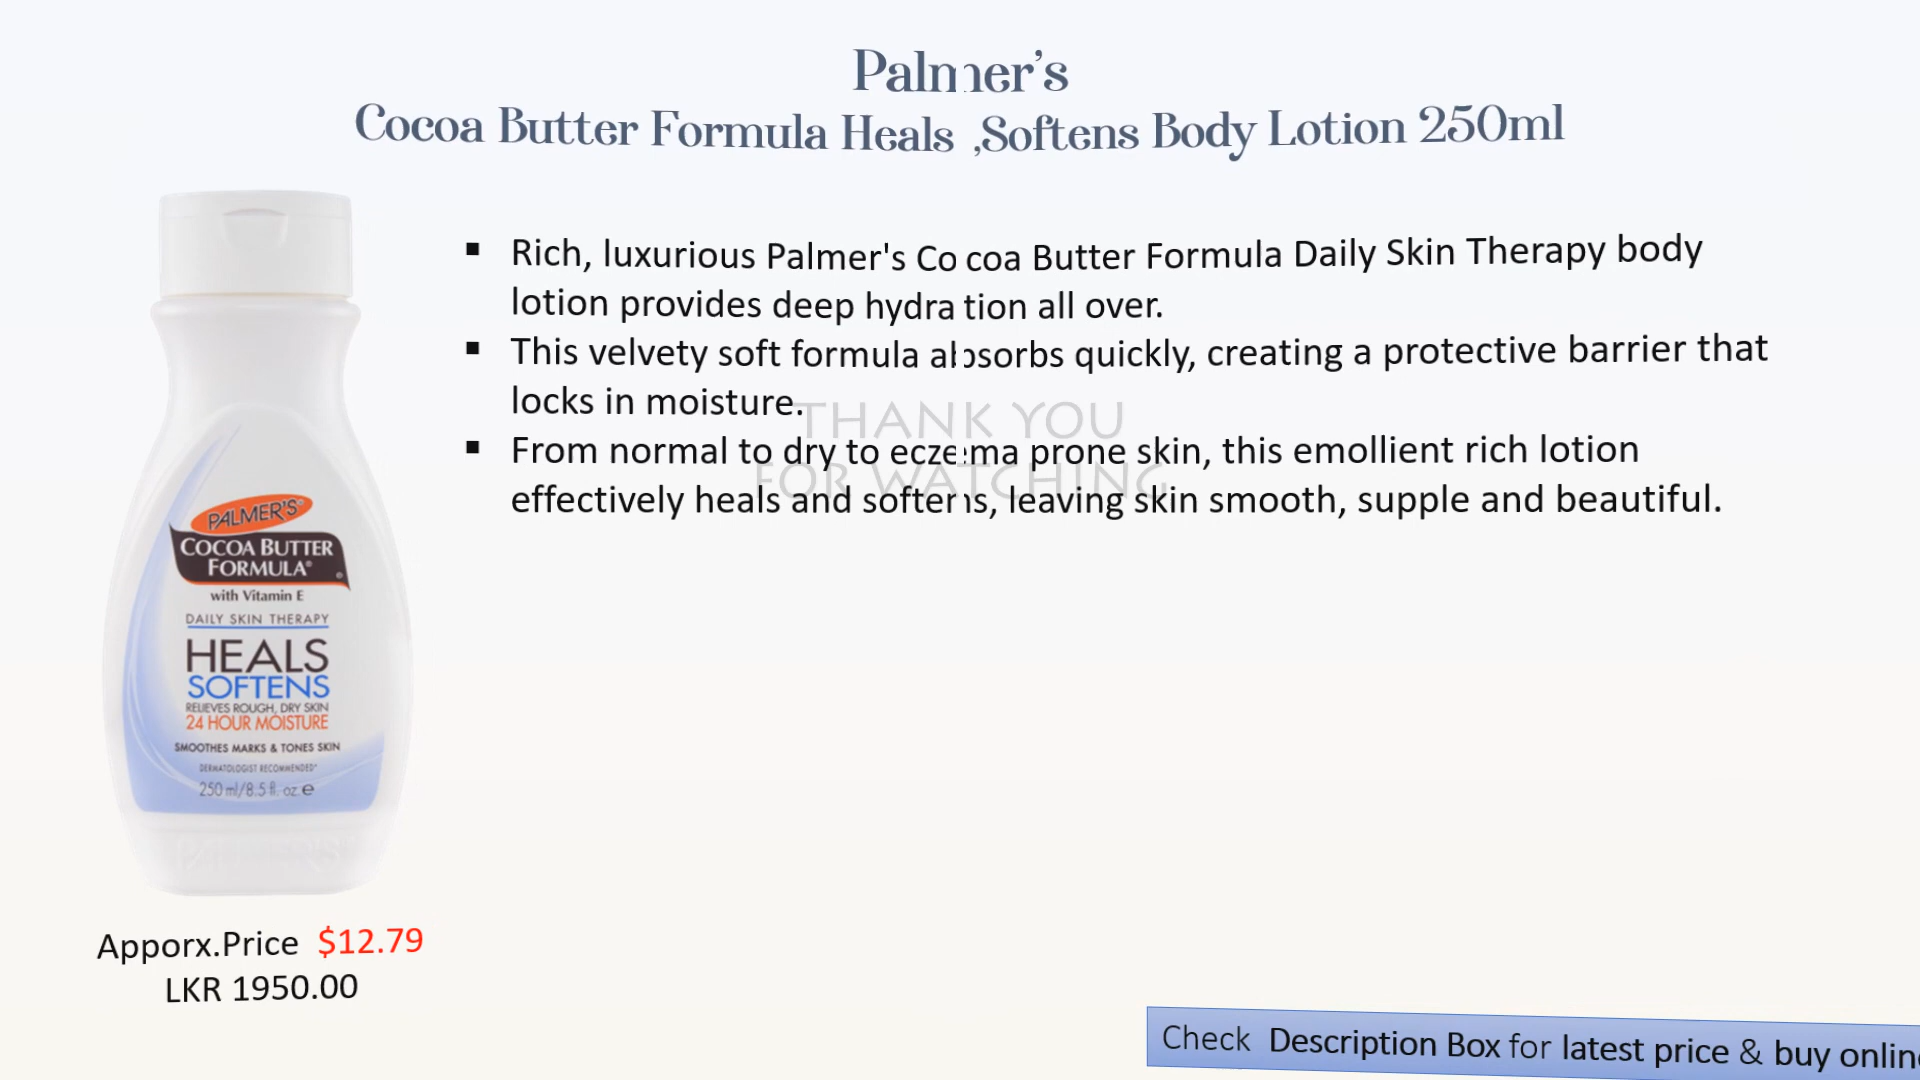 Palmer's
Cocoa Butter Formula Heals ,Softens Body Lotion 250ml
▪ Rich, luxurious Palmer's Cocoa Butter Formula Daily Skin Therapy body
lotion provides deep hydration all over.
▪ This velvety soft formula absorbs quickly, creating a protective barrier that
locks in moisture.
▪ From normal to dry to eczema prone skin, this emollient rich lotion
effectively heals and softens, leaving skin smooth, supple and beautiful.
THANK YOU
FOR WATCHING
PALMER'S®
COCOA BUTTER
FORMULA®
with Vitamin E
DAILY SKIN THERAPY
HEALS
SOFTENS
RELIEVES ROUGH, DRY SKIN
24 HOUR MOISTURE
SMOOTHES MARKS & TONES SKIN
DERMATOLOGIST RECOMMENDED*
250 ml/8.5 fl. oz. e
Apporx.Price $12.79
LKR 1950.00
Check Description Box for latest price & buy onlin